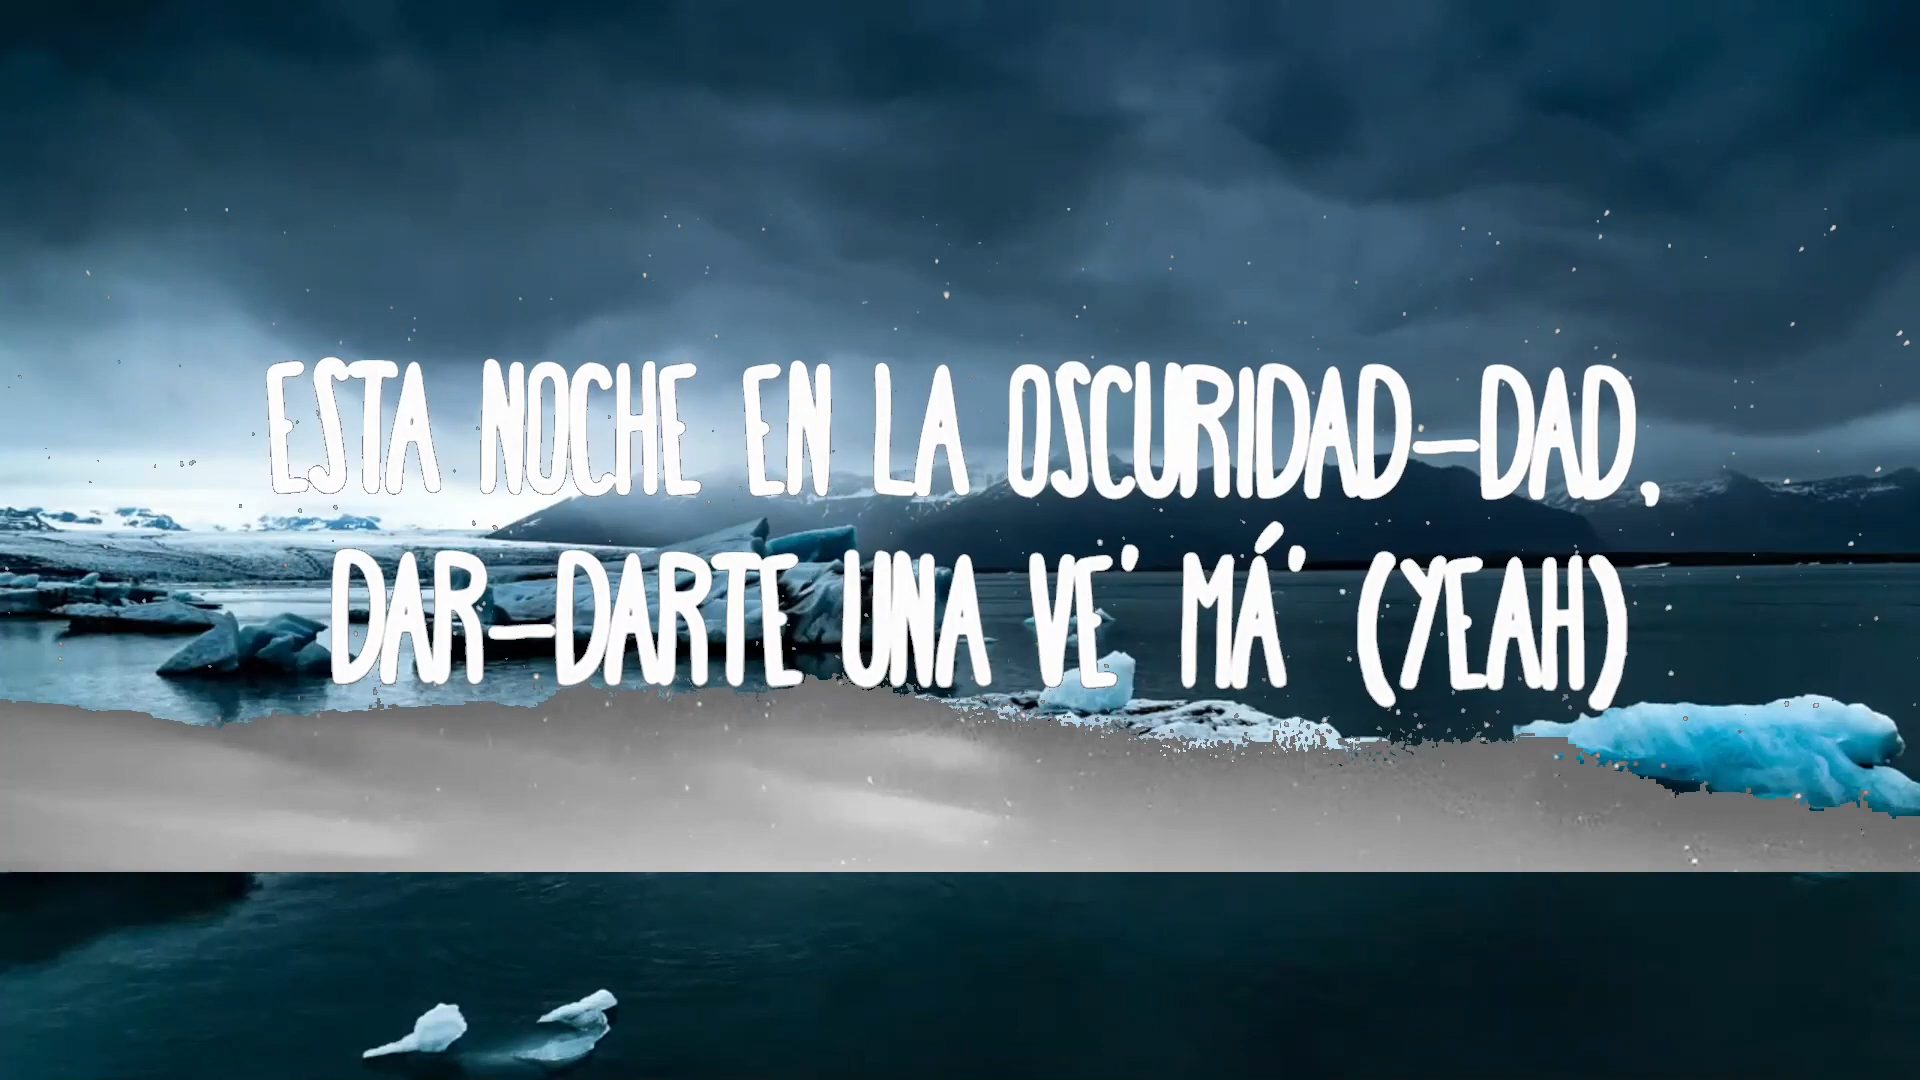 ESTA NOCHE EN LA OSCURIDAD-DAD,
DAR-DARTE UNA VE' MÁ' (YEAH)